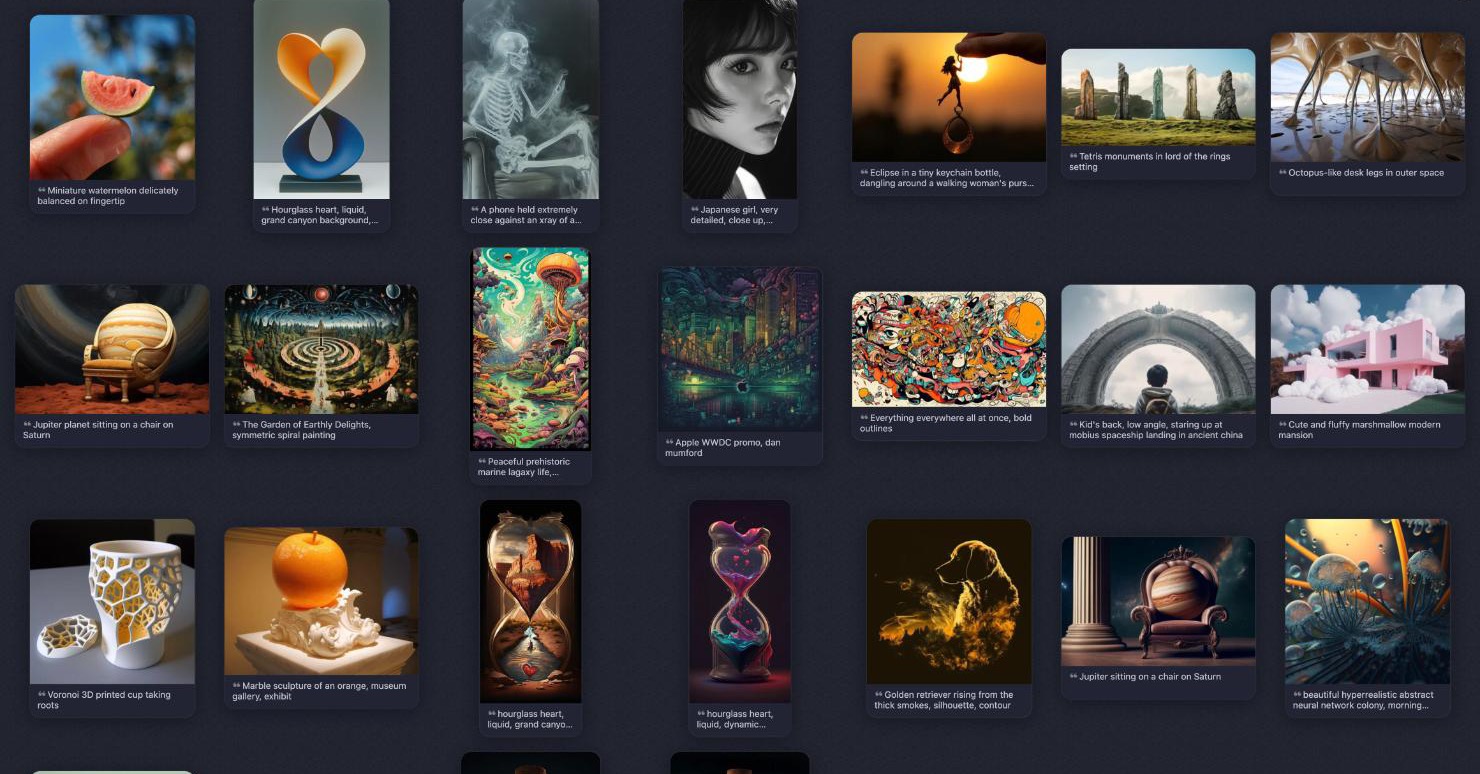 ❝ Miniature watermelon delicately
balanced on fingertip
❝ Hourglass heart, liquid,
grand canyon background,...
❝ A phone held extremely
close against an xray of a...
❝ Japanese girl, very
detailed, close up,...
❝ Eclipse in a tiny keychain bottle,
dangling around a walking woman's purs...
❝ Tetris monuments in lord of the rings
setting
❝ Octopus-like desk legs in outer space
❝ Jupiter planet sitting on a chair on
Saturn
❝ The Garden of Earthly Delights,
symmetric spiral painting
❝ Peaceful prehistoric
marine lagaxy life,...
❝ Apple WWDC promo, dan
mumford
❝ Everything everywhere all at once, bold
outlines
❝ Kid's back, low angle, staring up at
mobius spaceship landing in ancient china
❝ Cute and fluffy marshmallow modern
mansion
❝ Voronoi 3D printed cup taking
roots
❝ Marble sculpture of an orange, museum
gallery, exhibit
❝ hourglass heart,
liquid, grand canyo...
❝ hourglass heart,
liquid, dynamic...
❝ Golden retriever rising from the
thick smokes, silhouette, contour
❝ Jupiter sitting on a chair on Saturn
❝ beautiful hyperrealistic abstract
neural network colony, morning...